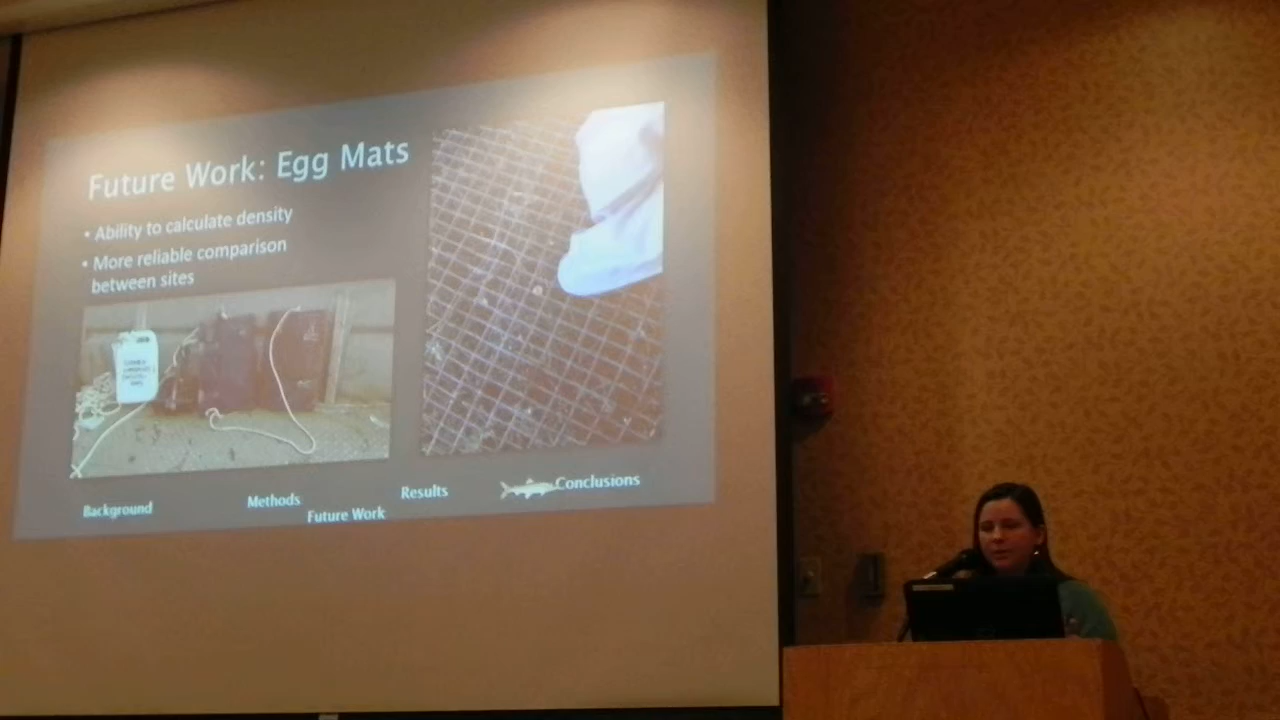 Future Work: Egg Mats
• Ability to calculate density
• More reliable comparison
between sites
Background
Methods
Results
Conclusions
Future Work